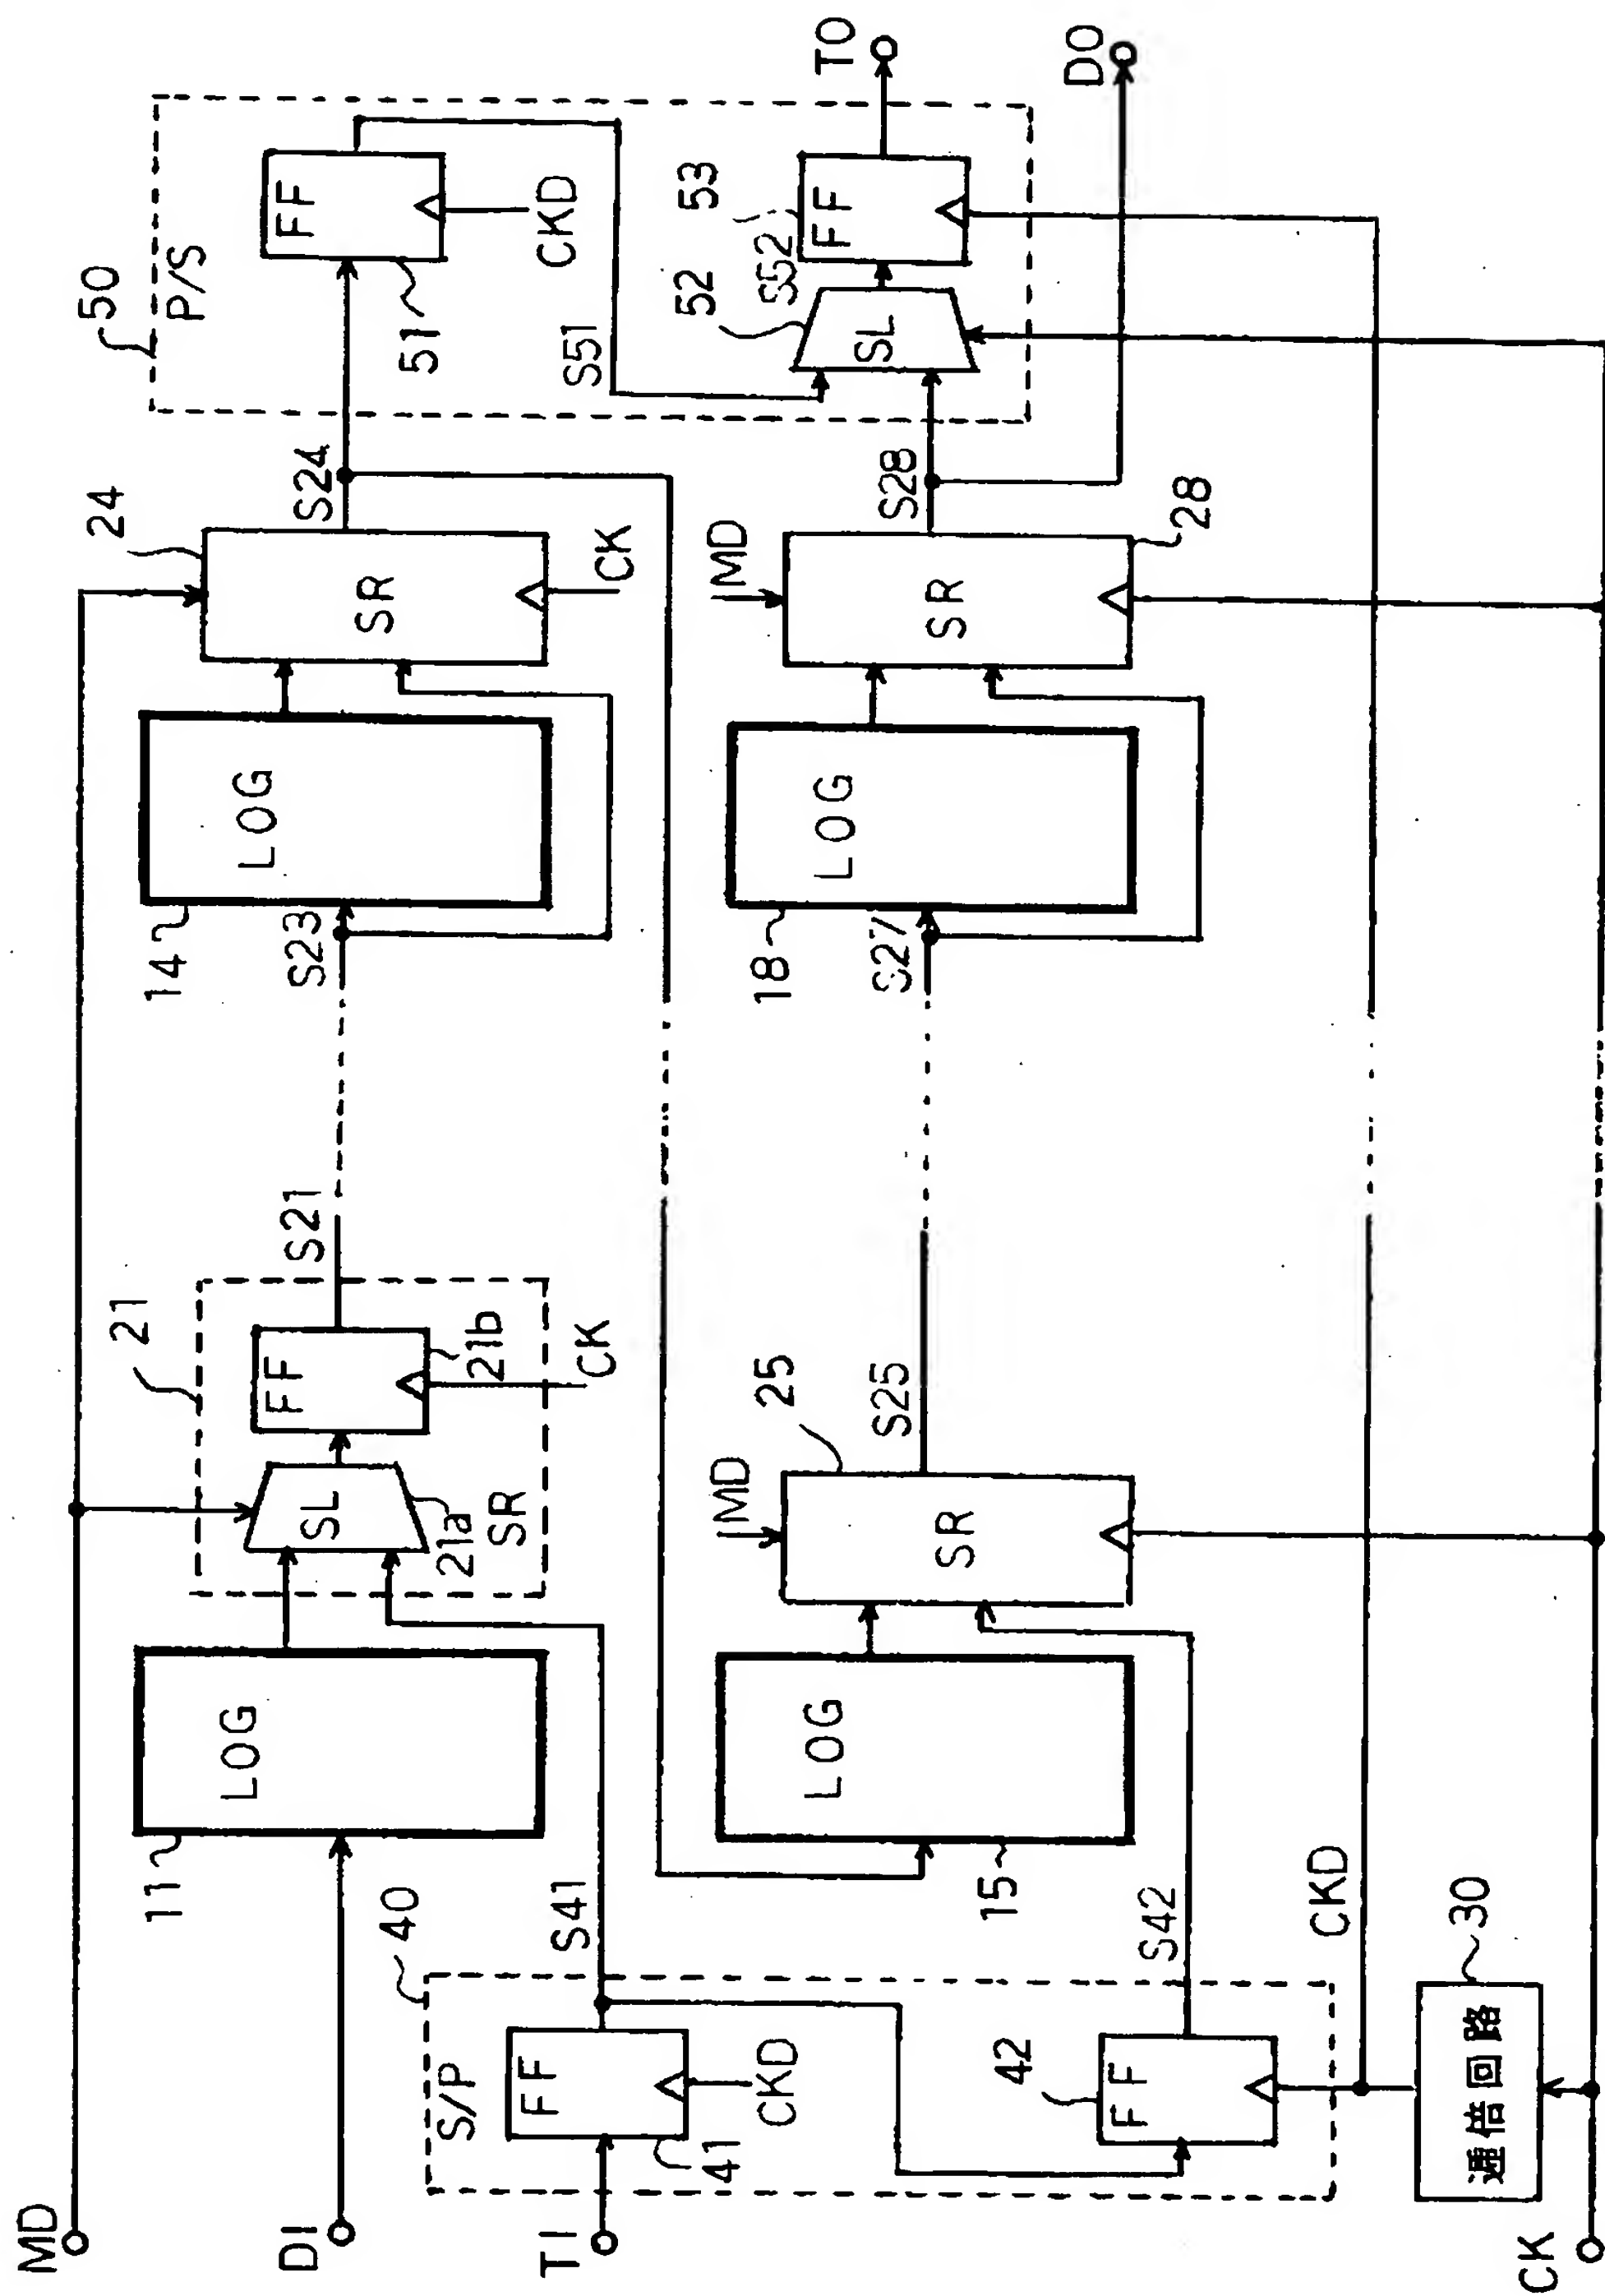 MD
50
P/S
21
24
11
LOG
SL
FF
21a
21b
SR
CK
S21
14
S23
LOG
SR
CK
S24
FF
51
CKD
DI
40
S/P
TI
FF
41
CKD
S41
S51
MD
25
MD
52
S52
53
15
LOG
SR
S25
18
S27
LOG
SR
28
S28
SL
FF
TO
42
FF
S42
DO
CKD
30
遞倍回路
CK